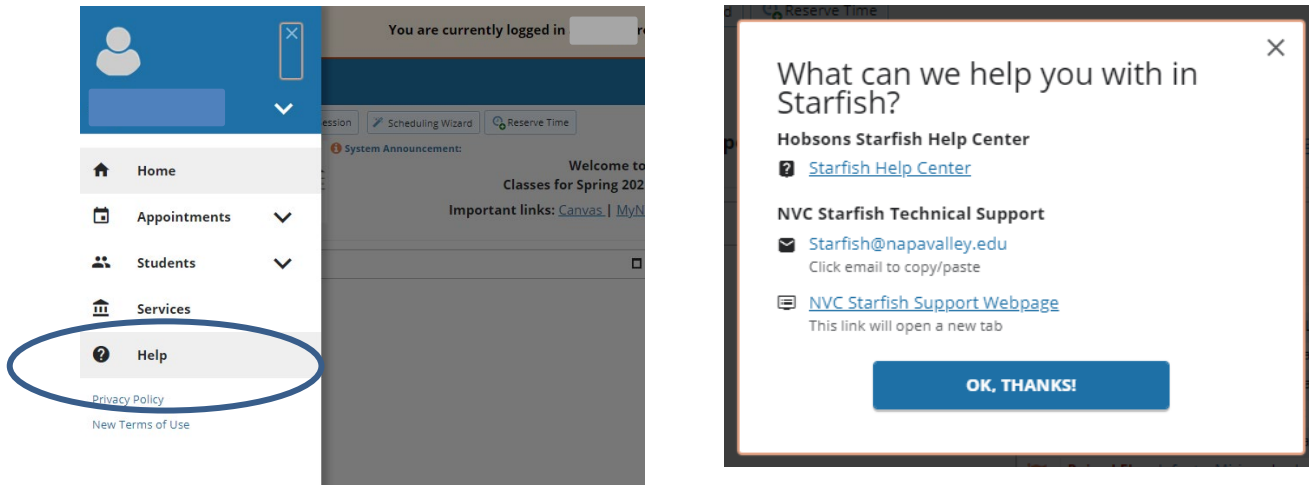 You are currently logged in
ession
Scheduling Wizard
Reserve Time
System Announcement:
Welcome to
Classes for Spring 202
Important links: Canvas | MyN
Home
Appointments
Students
Services
Help
Privacy Policy
New Terms of Use
Reserve Time
What can we help you with in
Starfish?
Hobsons Starfish Help Center
Starfish Help Center
NVC Starfish Technical Support
Starfish@napavalley.edu
Click email to copy/paste
NVC Starfish Support Webpage
This link will open a new tab
OK, THANKS!